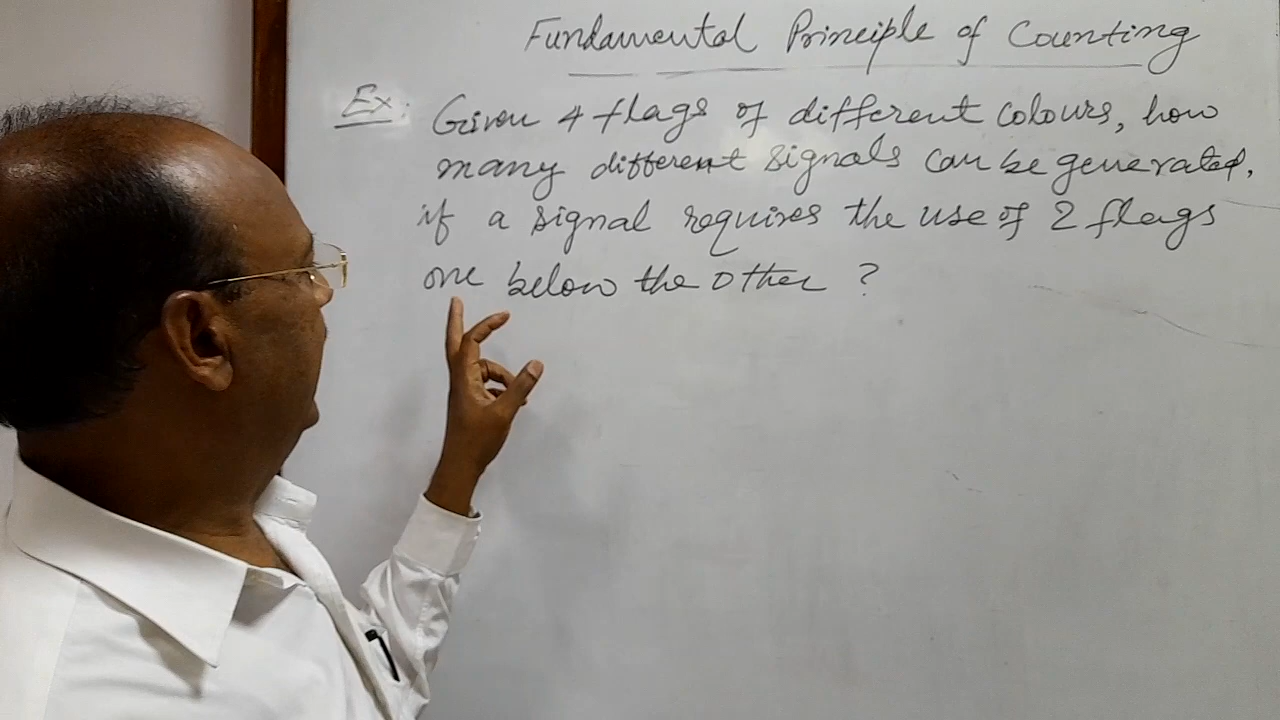 Fundamental Principle of Counting
Ex: Given 4 flags of different colours, how
many different signals can be generated,
if a signal requires the use of 2 flags
one below the other ?